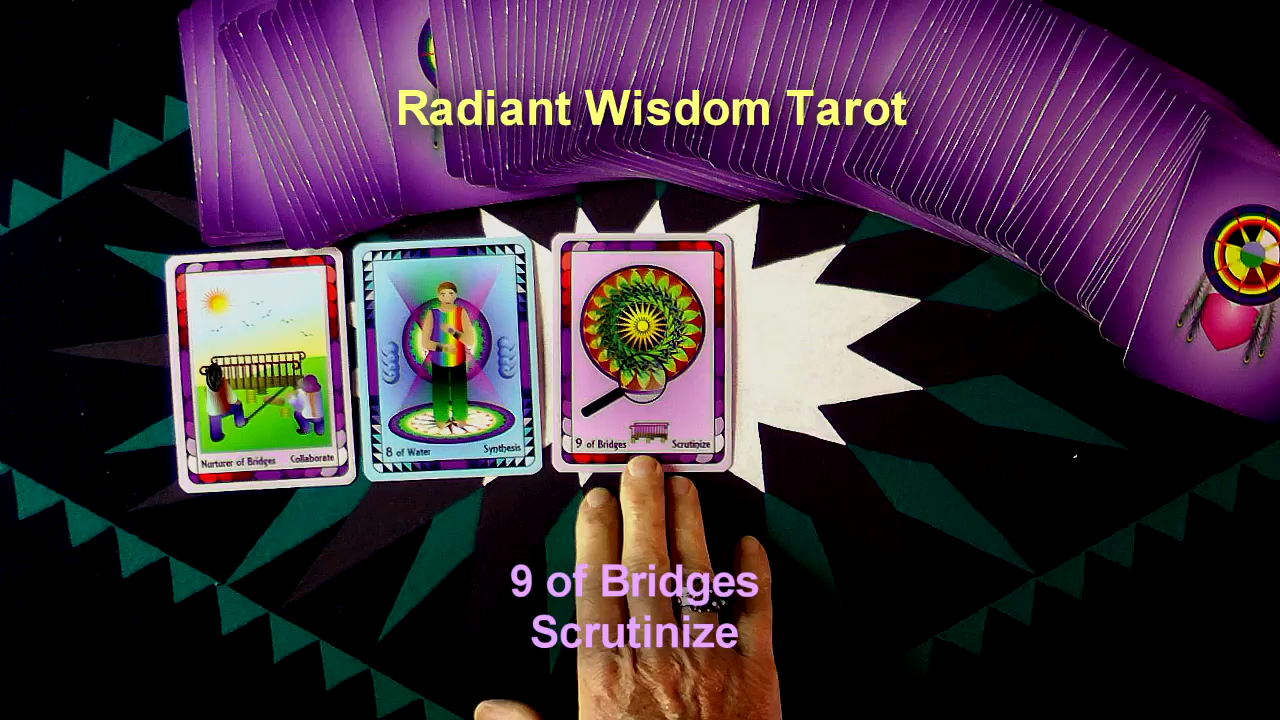 Radiant Wisdom Tarot
Nurturer of Bridges Collaborate
8 of Water Synthesis
9 of Bridges Scrutinize
9 of Bridges
Scrutinize